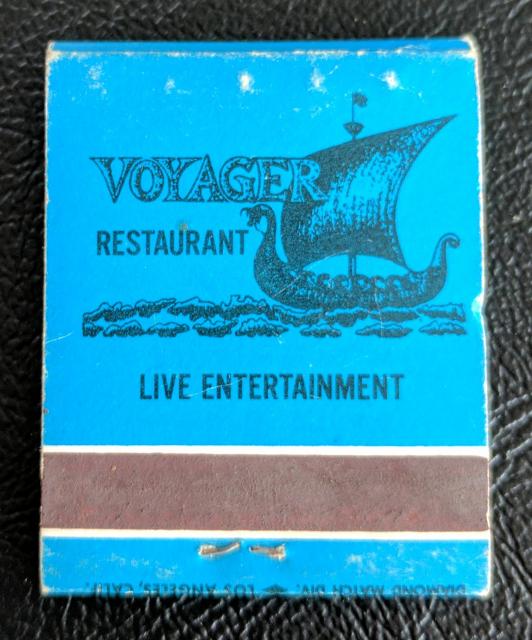 VOYAGER
RESTAURANT
LIVE ENTERTAINMENT
DIAMOND MATCH DIV. LOS ANGELES, CALIF.